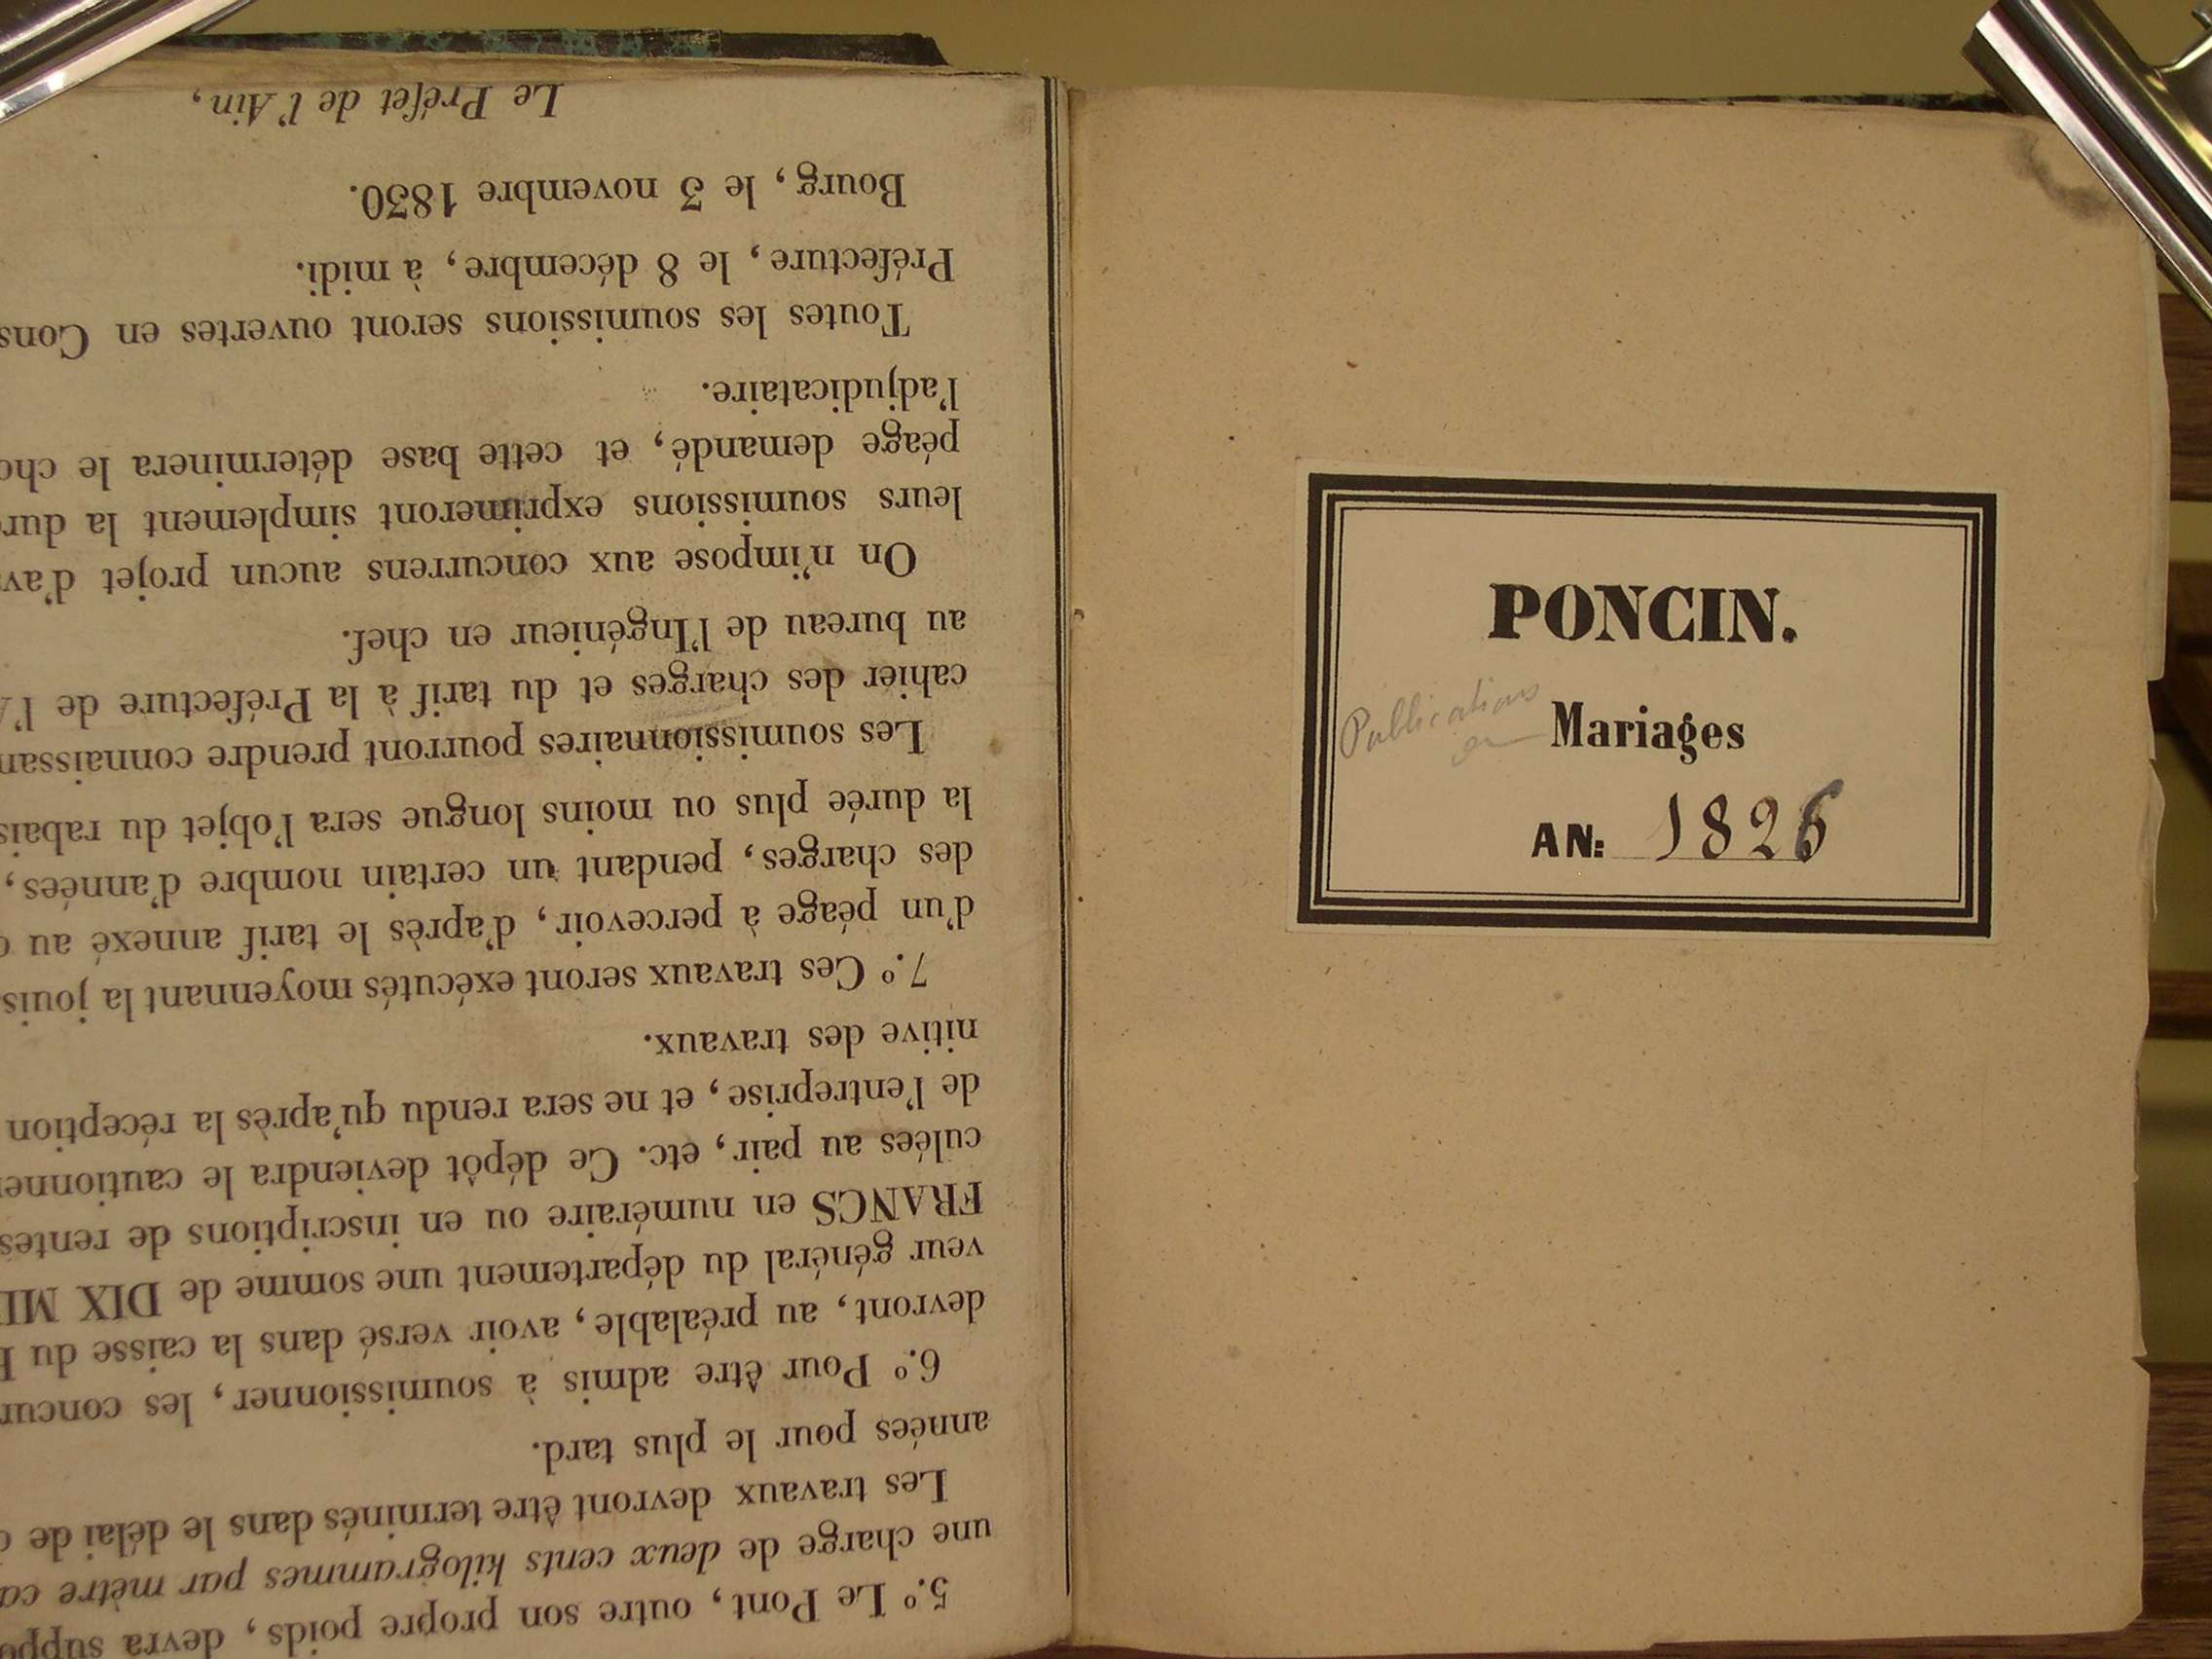 5.º Le Pont, outre son propre poids, devra suppo
une charge de deux cents kilogrammes par mètre ca
Les travaux devront être terminés dans le délai de
années pour le plus tard.
6.º Pour être admis à soumissionner, les concur
devront, au préalable, avoir versé dans la caisse du
veur général du département une somme de DIX MI
FRANCS en numéraire ou en inscriptions de rentes
culées au pair, etc. Ce dépôt deviendra le cautionne
de l'entreprise, et ne sera rendu qu'après la réception
nitive des travaux.
7.º Ces travaux seront exécutés moyennant la jouis
d'un péage à percevoir, d'après le tarif annexé au
des charges, pendant un certain nombre d'années,
la durée plus ou moins longue sera l'objet du rabais
Les soumissionnaires pourront prendre connaissan
cahier des charges et du tarif à la Préfecture de l'A
au bureau de l'Ingénieur en chef.
On n'impose aux concurrens aucun projet d'ava
leurs soumissions exprimeront simplement la duré
péage demandé, et cette base déterminera le cho
l'adjudicataire.
Toutes les soumissions seront ouvertes en Cons
Préfecture, le 8 décembre, à midi.
Bourg, le 3 novembre 1830.
Le Préfet de l'Ain,
PONCIN.
Publications
Mariages
AN: 1826